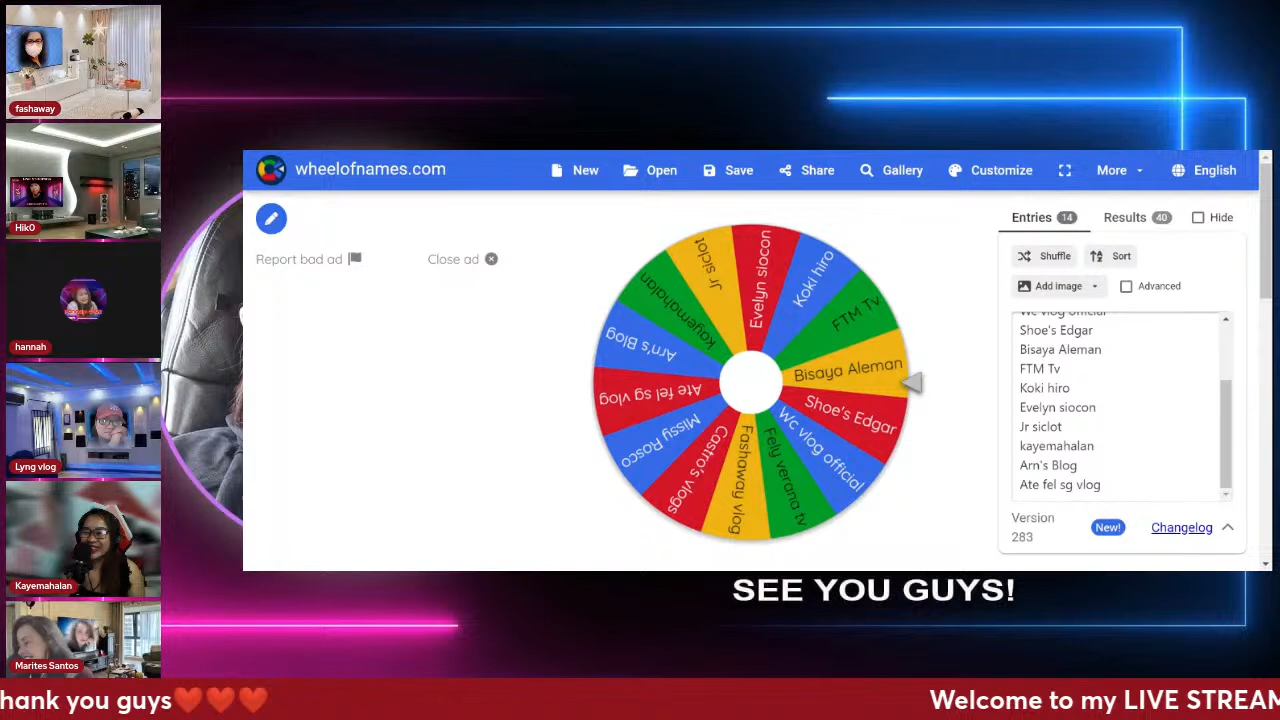 fashaway
Hik0
hannah
Lyng vlog
Kayemahalan
Marites Santos
wheelofnames.com
New
Open
Save
Share
Gallery
Customize
More
English
Report bad ad
Close ad
Jr siclot
Evelyn siocon
Koki hiro
FTM Tv
Bisaya Aleman
Shoe's Edgar
Wc vlog official
Fely verana tv
Fashaway vlog
Castro's vlogs
Missy Rosco
Ate fel sg vlog
Arn's Blog
kayemahalan
Entries 14
Results 40
Hide
Shuffle
Sort
Add image
Advanced
Wc vlog official
Shoe's Edgar
Bisaya Aleman
FTM Tv
Koki hiro
Evelyn siocon
Jr siclot
kayemahalan
Arn's Blog
Ate fel sg vlog
Version
283
New!
Changelog
SEE YOU GUYS!
hank you guys❤️❤️❤️
Welcome to my LIVE STREAM